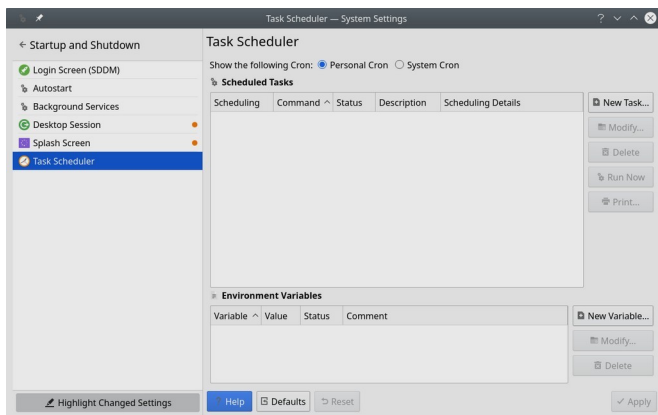 Task Scheduler — System Settings
Startup and Shutdown
Login Screen (SDDM)
Autostart
Background Services
Desktop Session
Splash Screen
Task Scheduler
Highlight Changed Settings
Task Scheduler
Show the following Cron: Personal Cron System Cron
Scheduled Tasks
Scheduling Command Status Description Scheduling Details
New Task...
Modify...
Delete
Run Now
Print...
Environment Variables
Variable Value Status Comment
New Variable...
Modify...
Delete
Help Defaults Reset Apply